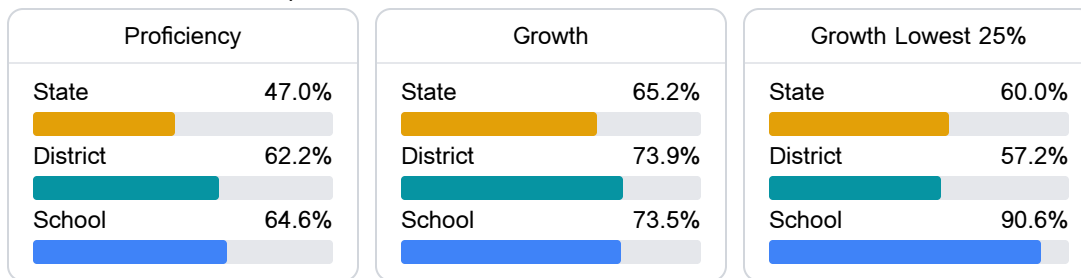 Proficiency
State 47.0%
District 62.2%
School 64.6%
Growth
State 65.2%
District 73.9%
School 73.5%
Growth Lowest 25%
State 60.0%
District 57.2%
School 90.6%